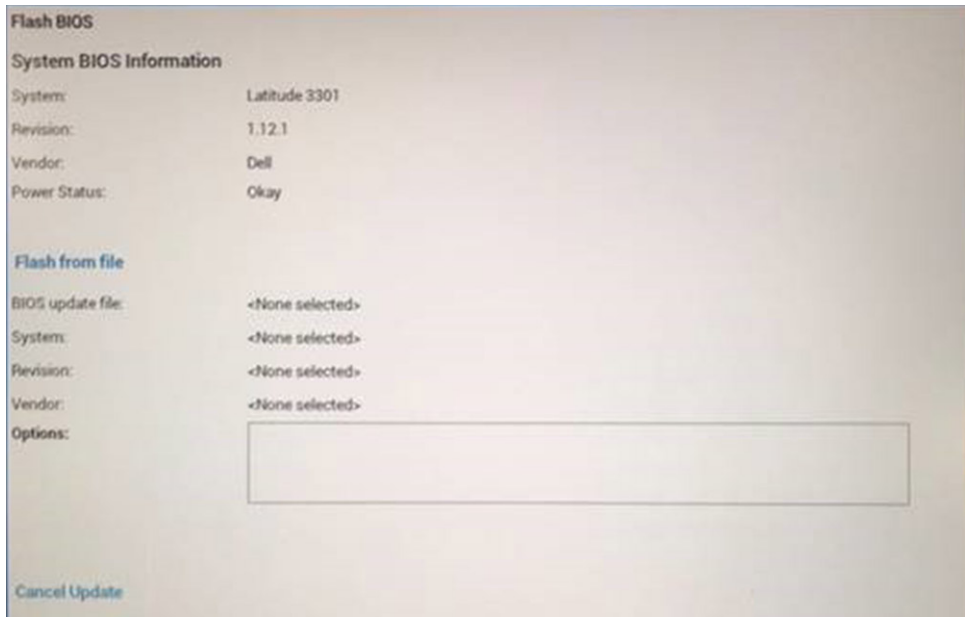 Flash BIOS
System BIOS Information
System: Latitude 3301
Revision: 1.12.1
Vendor: Dell
Power Status: Okay
Flash from file
BIOS update file: <None selected>
System: <None selected>
Revision: <None selected>
Vendor: <None selected>
Options:
Cancel Update